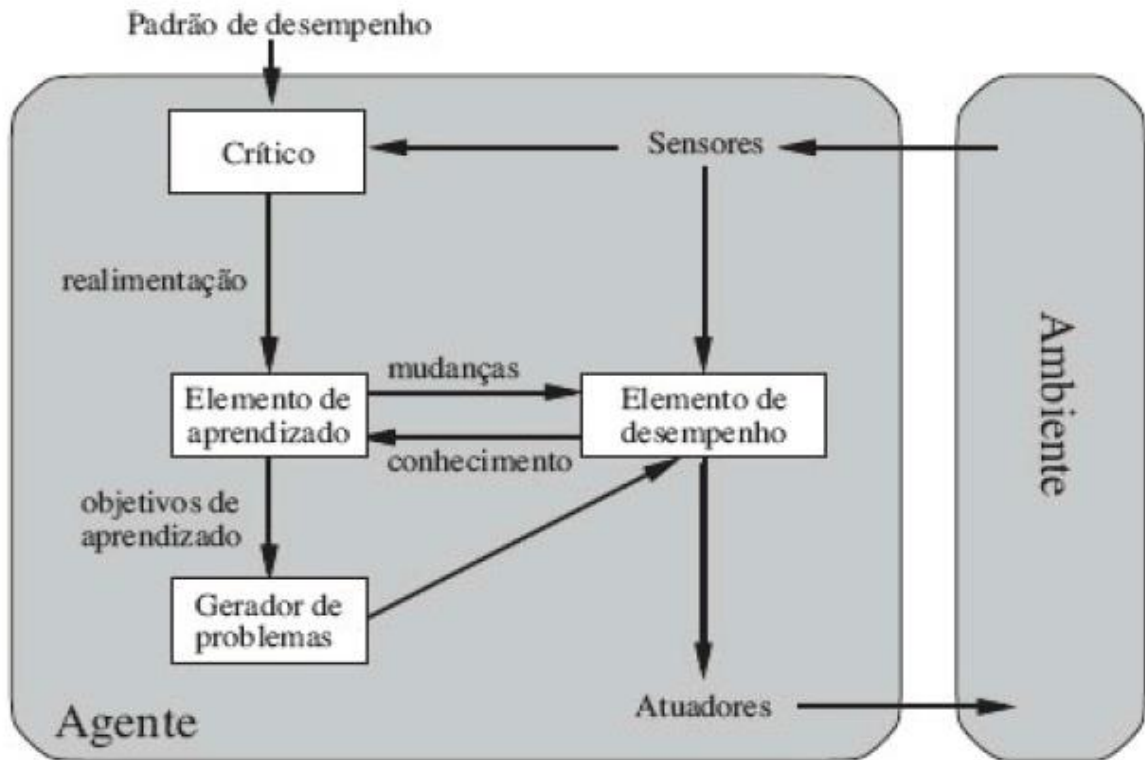 Padrão de desempenho
Crítico
Sensores
realimentação
mudanças
Elemento de
aprendizado
Elemento de
desempenho
conhecimento
objetivos de
aprendizado
Gerador de
problemas
Agente
Atuadores
Ambiente